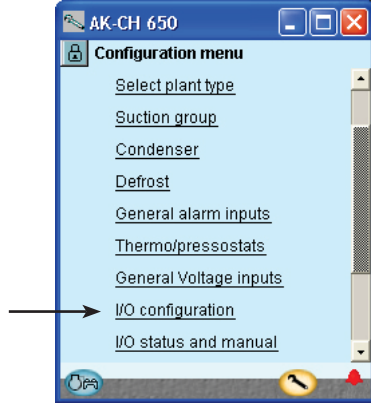 AK-CH 650
Configuration menu
Select plant type
Suction group
Condenser
Defrost
General alarm inputs
Thermo/pressostats
General Voltage inputs
I/O configuration
I/O status and manual